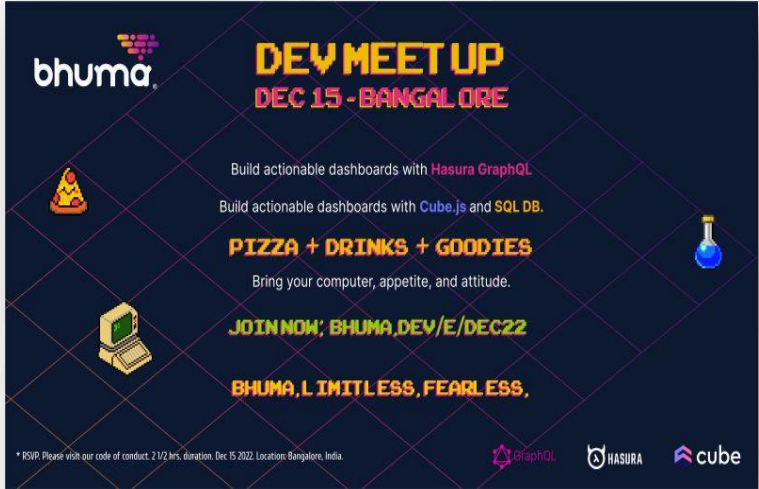 bhuma
DEV MEET UP
DEC 15 - BANGALORE
Build actionable dashboards with Hasura GraphQL
Build actionable dashboards with Cube.js and SQL DB.
PIZZA + DRINKS + GOODIES
Bring your computer, appetite, and attitude.
JOIN NOW; BHUMA,DEV/E/DEC22
BHUMA,LIMITLESS,FEARLESS,
* RSVP. Please visit our code of conduct. 2 1/2 hrs. duration. Dec 15 2022. Location: Bangalore, India.
GraphQL
HASURA
cube